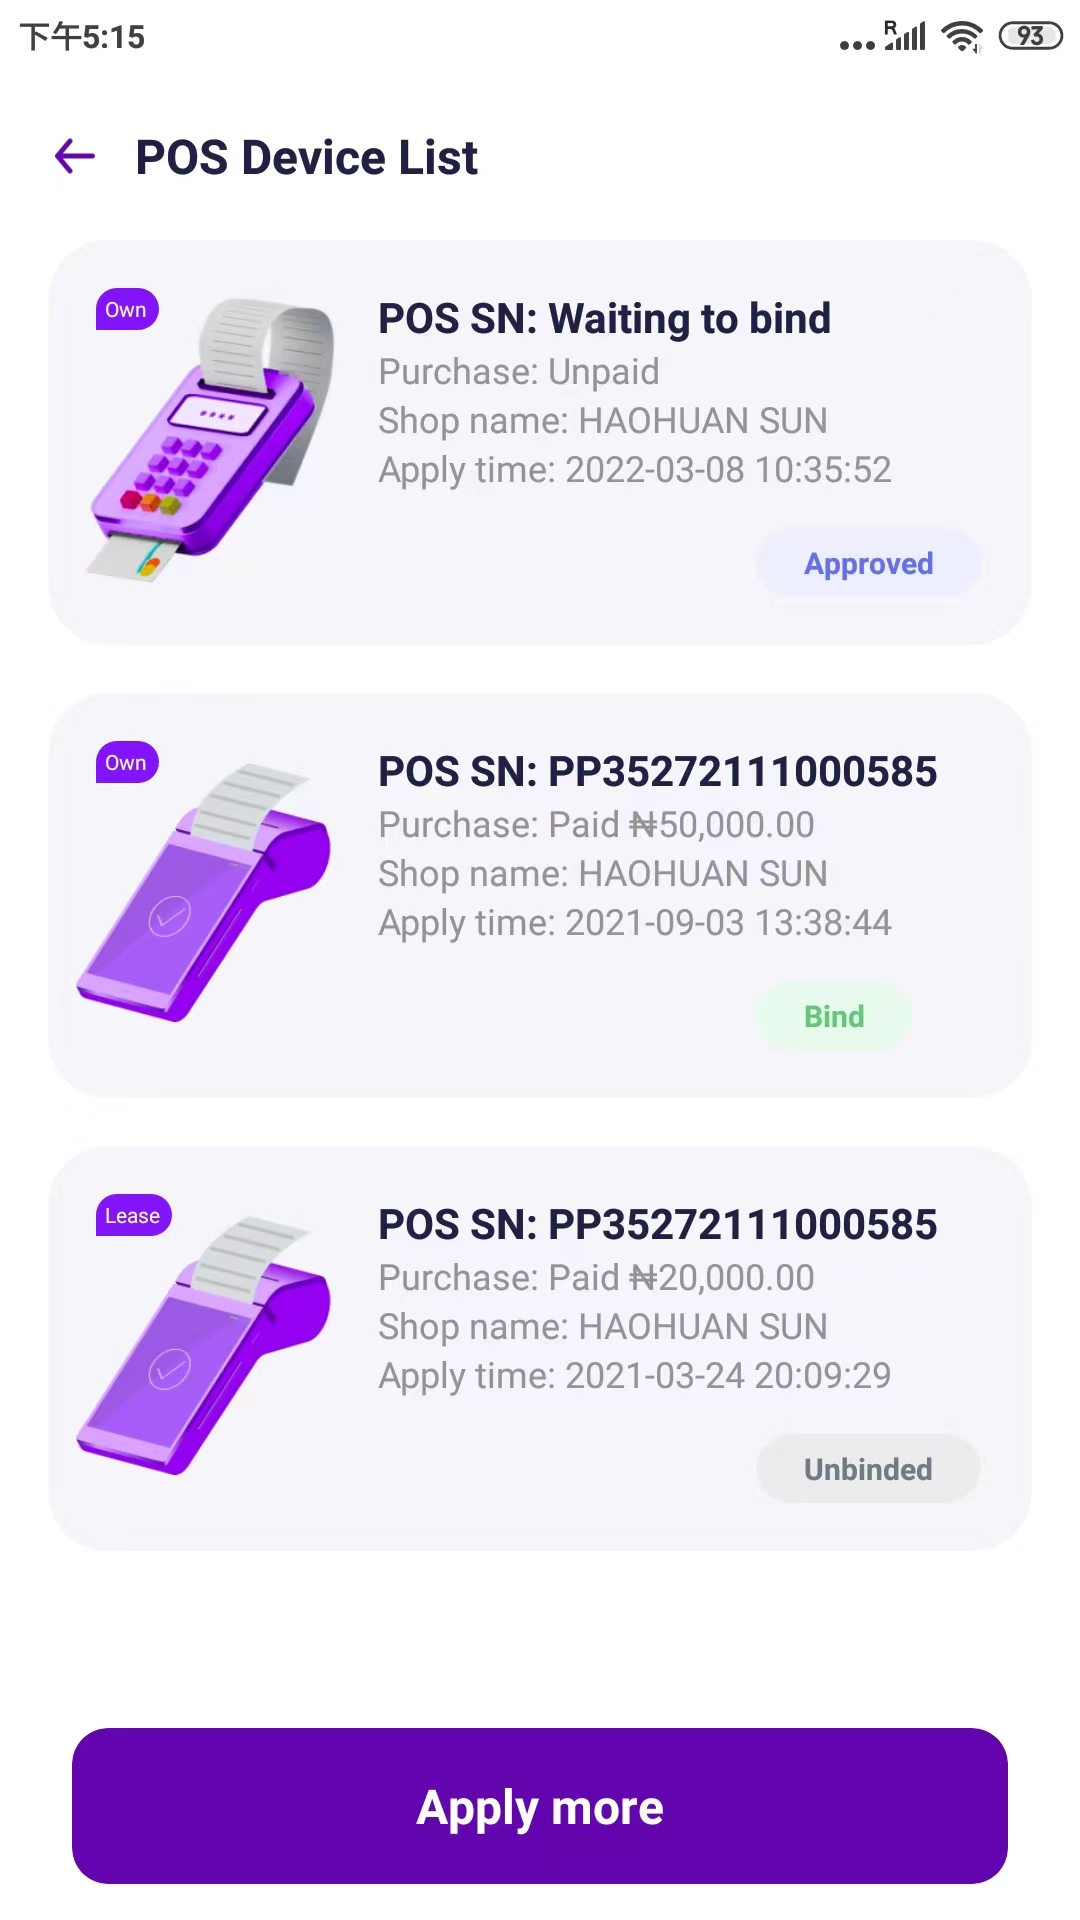 下午5:15
R
93
POS Device List
Own
POS SN: Waiting to bind
Purchase: Unpaid
Shop name: HAOHUAN SUN
Apply time: 2022-03-08 10:35:52
Approved
Own
POS SN: PP35272111000585
Purchase: Paid ₦50,000.00
Shop name: HAOHUAN SUN
Apply time: 2021-09-03 13:38:44
Bind
Lease
POS SN: PP35272111000585
Purchase: Paid ₦20,000.00
Shop name: HAOHUAN SUN
Apply time: 2021-03-24 20:09:29
Unbinded
Apply more